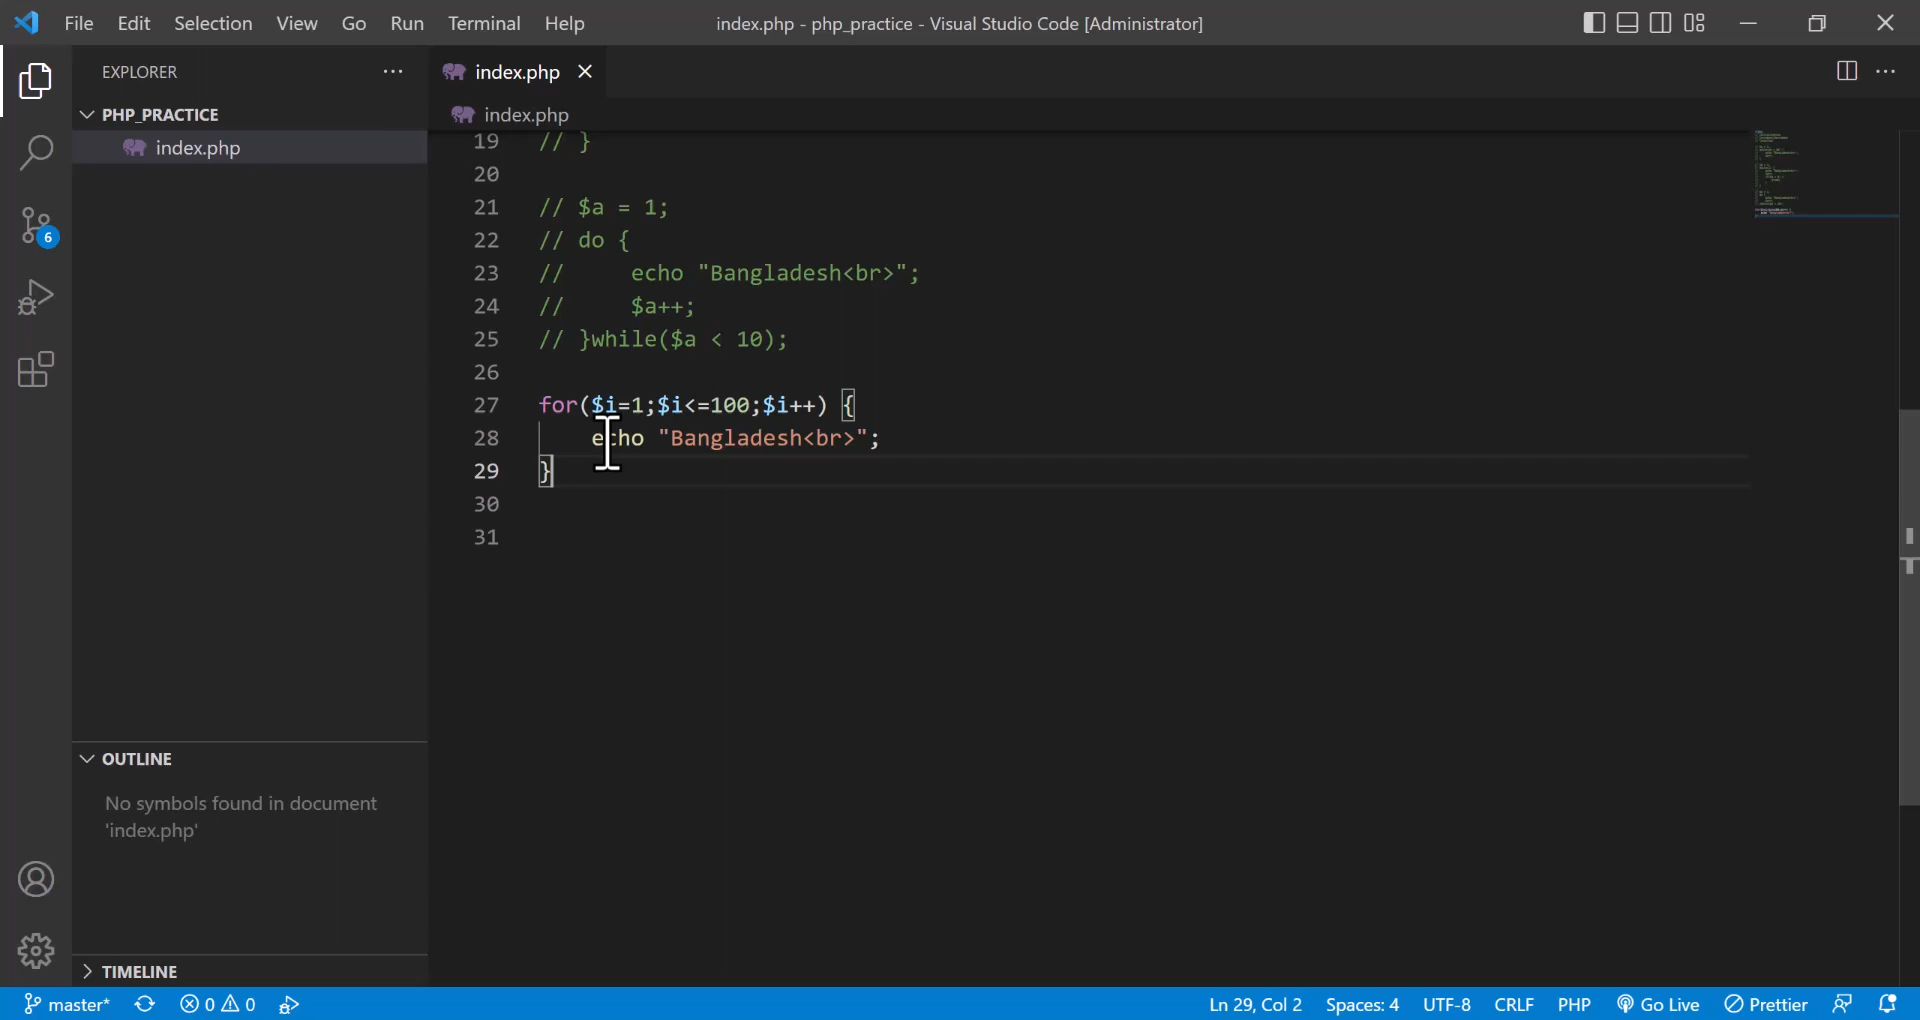 File Edit Selection View Go Run Terminal Help index.php - php_practice - Visual Studio Code [Administrator]
EXPLORER
PHP_PRACTICE
index.php
6
OUTLINE
No symbols found in document
'index.php'
TIMELINE
index.php
index.php
19 // }
20
21 // $a = 1;
22 // do {
23 //     echo "Bangladesh<br>";
24 //     $a++;
25 // }while($a < 10);
26
27 for($i=1;$i<=100;$i++) {
28     echo "Bangladesh<br>";
29 }
30
31
master* 0 0 Ln 29, Col 2 Spaces: 4 UTF-8 CRLF PHP Go Live Prettier